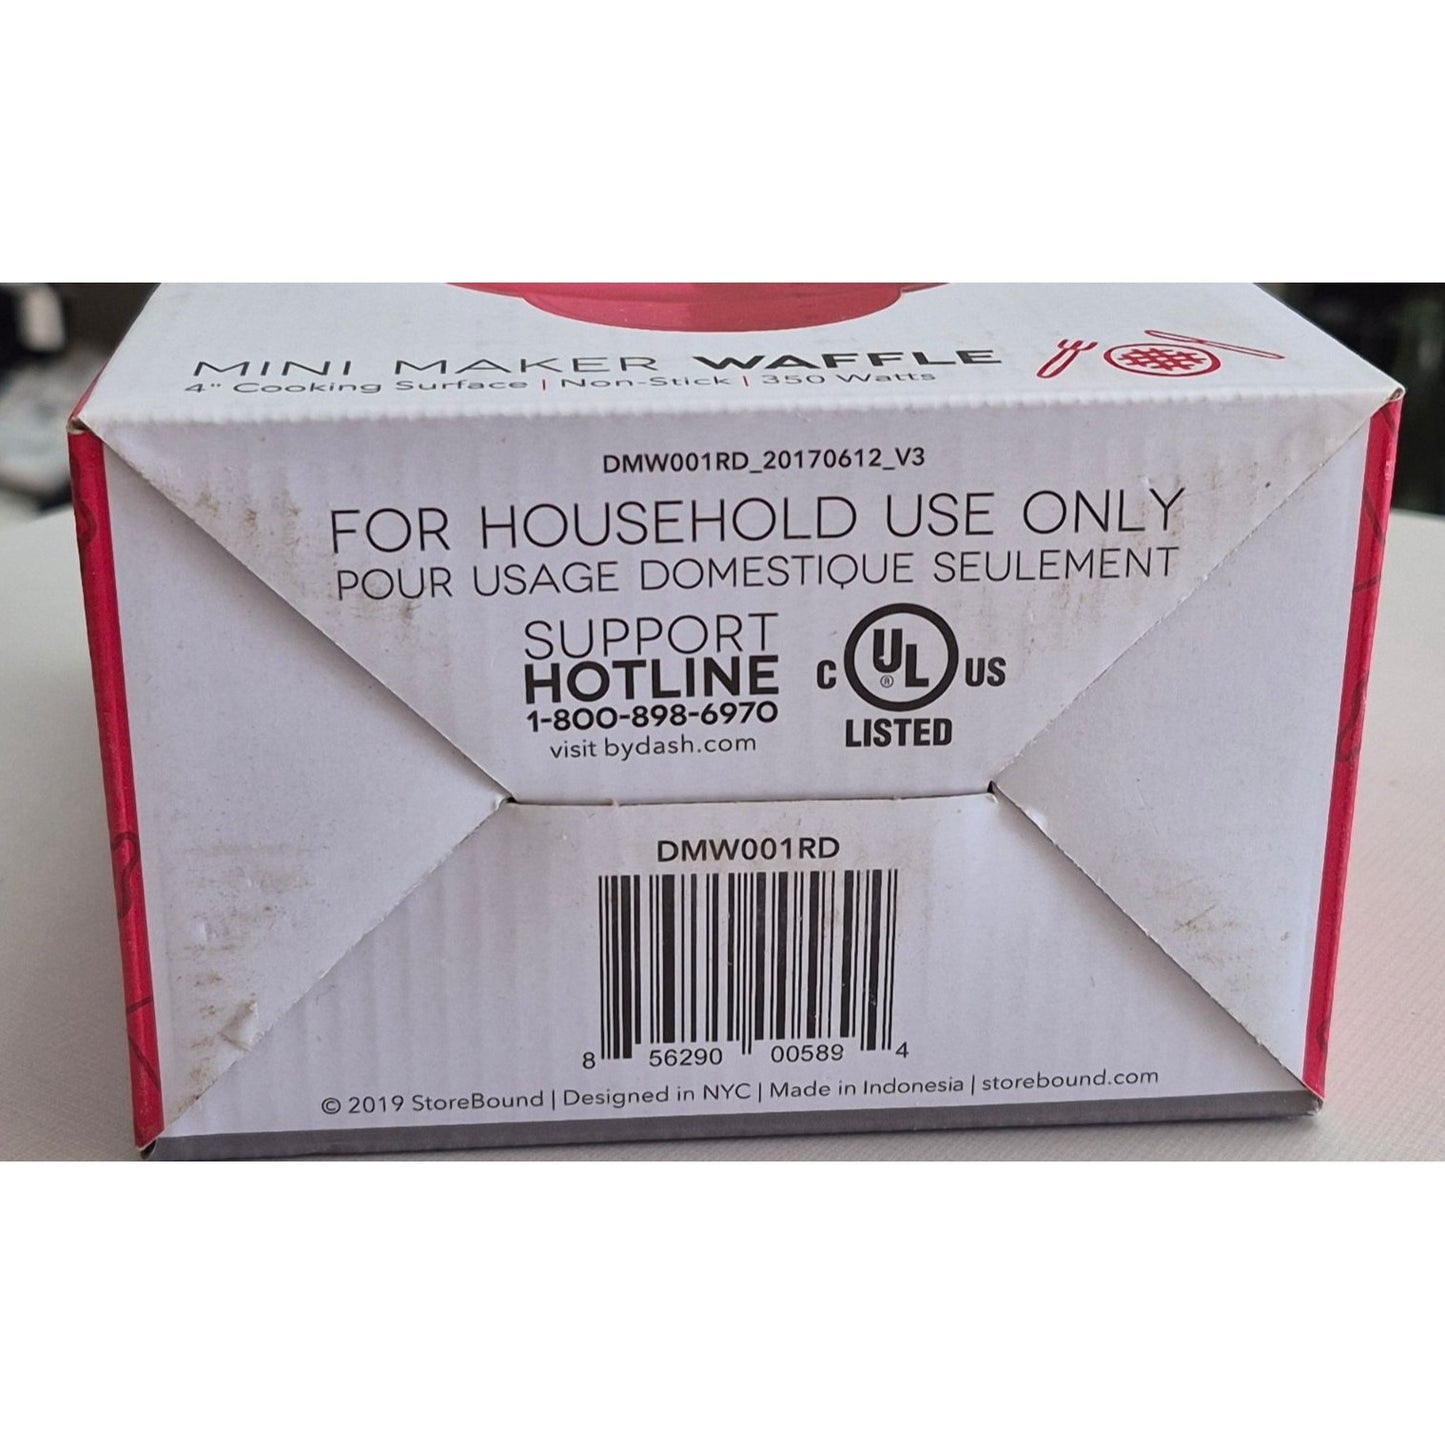 MINI MAKER WAFFLE
4" Cooking Surface | Non-Stick | 350 Watts
DMW001RD_20170612_V3
FOR HOUSEHOLD USE ONLY
POUR USAGE DOMESTIQUE SEULEMENT
SUPPORT
HOTLINE
1-800-898-6970
visit bydash.com
C UL ® US
LISTED
DMW001RD
8 56290 00589 4
© 2019 StoreBound | Designed in NYC | Made in Indonesia | storebound.com